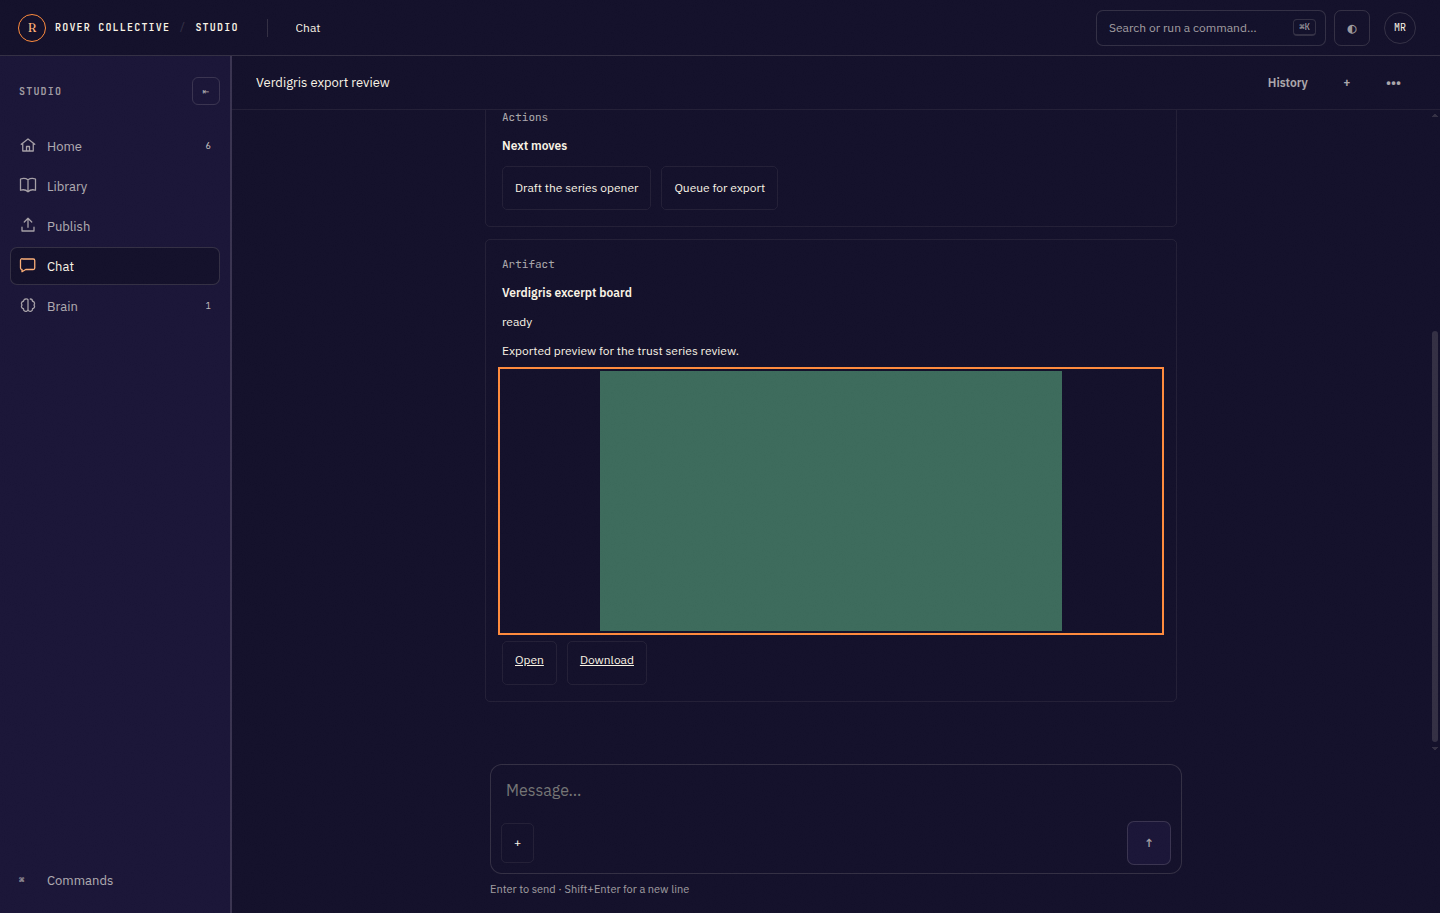 R ROVER COLLECTIVE / STUDIO
Chat
Search or run a command... ⌘K
MR
STUDIO
Home 6
Library
Publish
Chat
Brain 1
⌘ Commands
Verdigris export review
History + •••
Actions
Next moves
Draft the series opener
Queue for export
Artifact
Verdigris excerpt board
ready
Exported preview for the trust series review.
Open
Download
Message...
+
↑
Enter to send · Shift+Enter for a new line